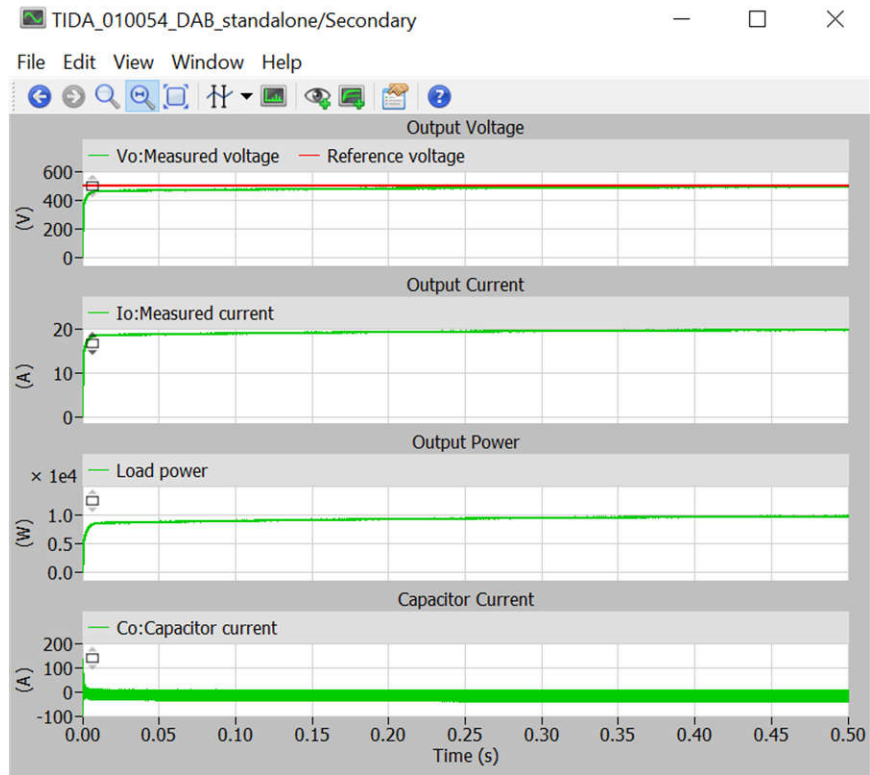 TIDA_010054_DAB_standalone/Secondary
File Edit View Window Help
Output Voltage
Vo:Measured voltage Reference voltage
600
400
200
0
(V)
Output Current
Io:Measured current
20
10
0
(A)
Output Power
× 1e4
Load power
1.0
0.5
0.0
(W)
Capacitor Current
Co:Capacitor current
200
100
0
-100
(A)
0.00 0.05 0.10 0.15 0.20 0.25 0.30 0.35 0.40 0.45 0.50
Time (s)